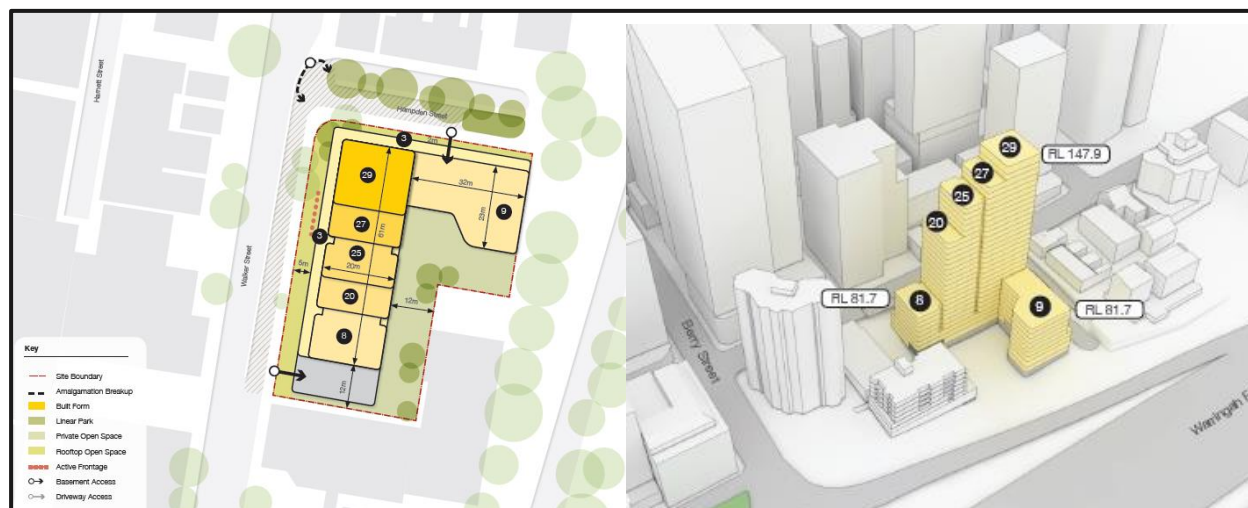 Harnett Street
Hampden Street
Walker Street
3
4m
29
32m
9
23m
27
61m
3
25
20m
5m
20
12m
8
12m
Key
Site Boundary
Amalgamation Breakup
Built Form
Linear Park
Private Open Space
Rooftop Open Space
Active Frontage
Basement Access
Driveway Access
29
RL 147.9
27
25
20
RL 81.7
8
9
RL 81.7
Berry Street